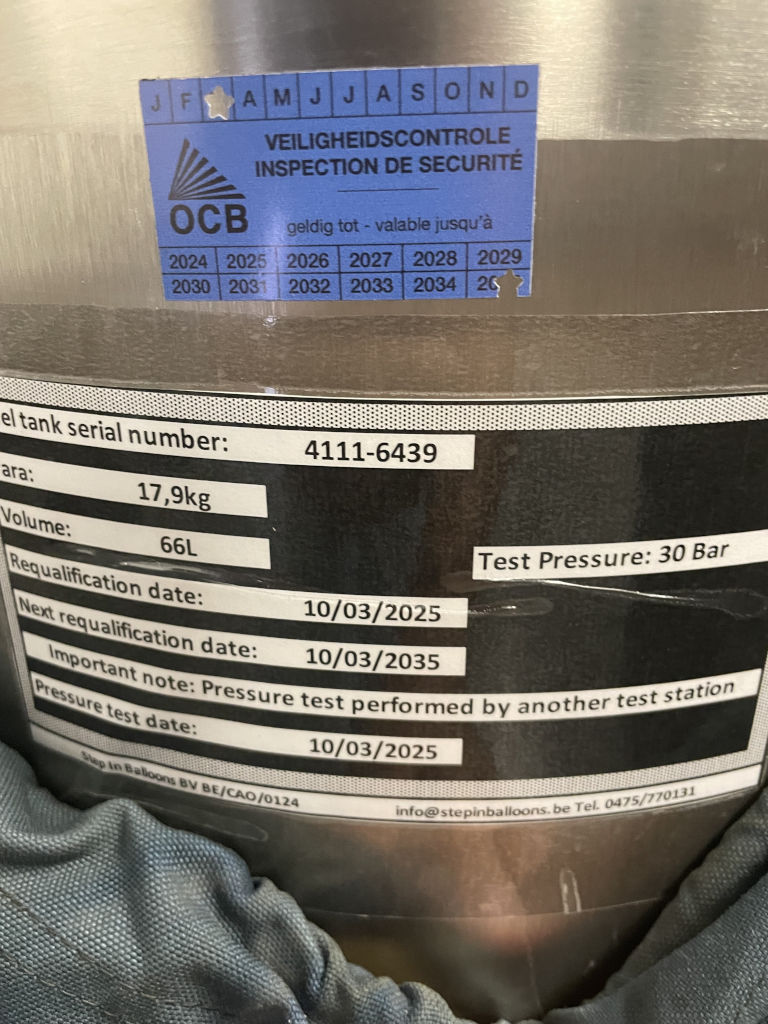 J F A M J J A S O N D
VEILIGHEIDSCONTROLE
INSPECTION DE SECURITÉ
OCB
geldig tot - valable jusqu'à
2024 2025 2026 2027 2028 2029
2030 2031 2032 2033 2034 20
el tank serial number: 4111-6439
ara: 17,9kg
Volume: 66L
Test Pressure: 30 Bar
Requalification date: 10/03/2025
Next requalification date: 10/03/2035
Important note: Pressure test performed by another test station
Pressure test date: 10/03/2025
Step In Balloons BV BE/CAO/0124 info@stepinballoons.be Tel. 0475/770131